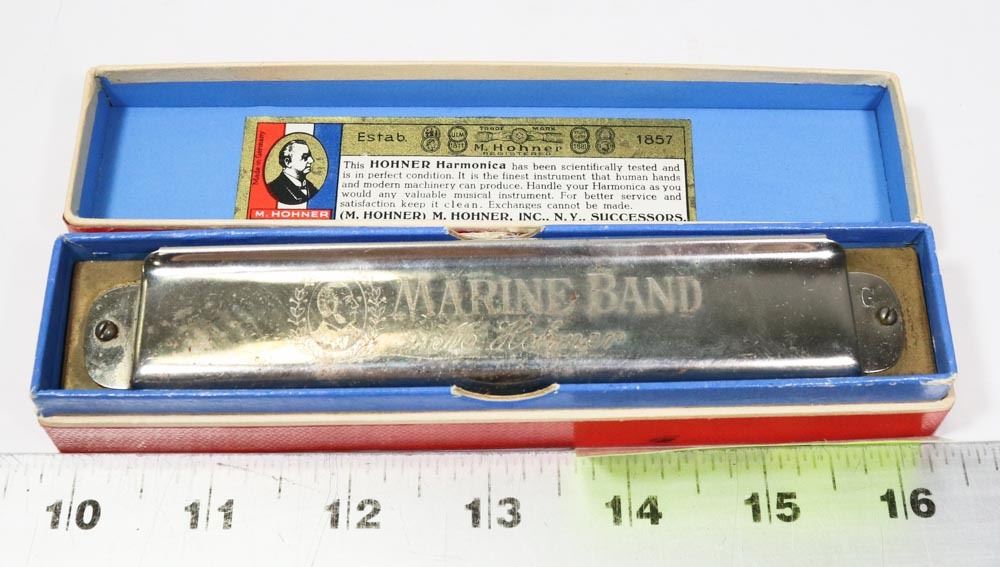 Made in Germany
M. HOHNER
Estab. TRADE MARK 1857
M. Hohner
REGISTERED
This HOHNER Harmonica has been scientifically tested and
is in perfect condition. It is the finest instrument that human hands
and modern machinery can produce. Handle your Harmonica as you
would any valuable musical instrument. For better service and
satisfaction keep it clean. Exchanges cannot be made.
(M. HOHNER) M. HOHNER, INC., N.Y., SUCCESSORS.
MARINE BAND
M. Hohner
G
10 11 12 13 14 15 16